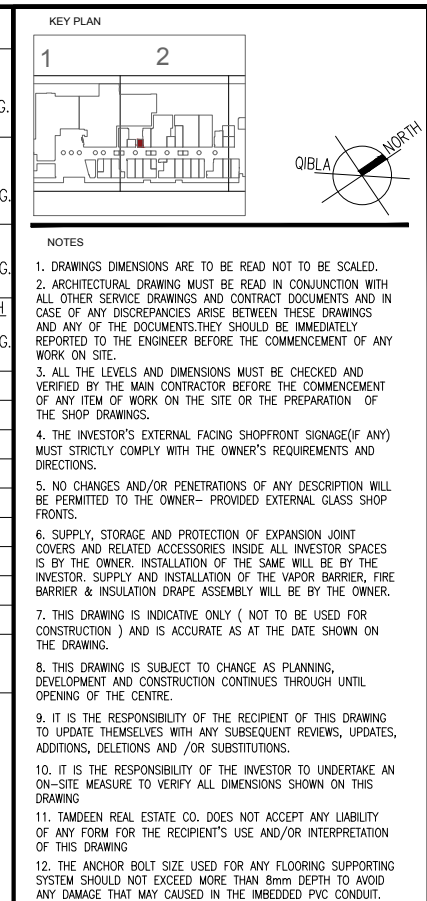 KEY PLAN
1 2
QIBLA
NORTH
NOTES
1. DRAWINGS DIMENSIONS ARE TO BE READ NOT TO BE SCALED.
2. ARCHITECTURAL DRAWING MUST BE READ IN CONJUNCTION WITH
ALL OTHER SERVICE DRAWINGS AND CONTRACT DOCUMENTS AND IN
CASE OF ANY DISCREPANCIES ARISE BETWEEN THESE DRAWINGS
AND ANY OF THE DOCUMENTS.THEY SHOULD BE IMMEDIATELY
REPORTED TO THE ENGINEER BEFORE THE COMMENCEMENT OF ANY
WORK ON SITE.
3. ALL THE LEVELS AND DIMENSIONS MUST BE CHECKED AND
VERIFIED BY THE MAIN CONTRACTOR BEFORE THE COMMENCEMENT
OF ANY ITEM OF WORK ON THE SITE OR THE PREPARATION OF
THE SHOP DRAWINGS.
4. THE INVESTOR'S EXTERNAL FACING SHOPFRONT SIGNAGE(IF ANY)
MUST STRICTLY COMPLY WITH THE OWNER'S REQUIREMENTS AND
DIRECTIONS.
5. NO CHANGES AND/OR PENETRATIONS OF ANY DESCRIPTION WILL
BE PERMITTED TO THE OWNER- PROVIDED EXTERNAL GLASS SHOP
FRONTS.
6. SUPPLY, STORAGE AND PROTECTION OF EXPANSION JOINT
COVERS AND RELATED ACCESSORIES INSIDE ALL INVESTOR SPACES
IS BY THE OWNER. INSTALLATION OF THE SAME WILL BE BY THE
INVESTOR. SUPPLY AND INSTALLATION OF THE VAPOR BARRIER, FIRE
BARRIER & INSULATION DRAPE ASSEMBLY WILL BE BY THE OWNER.
7. THIS DRAWING IS INDICATIVE ONLY ( NOT TO BE USED FOR
CONSTRUCTION ) AND IS ACCURATE AS AT THE DATE SHOWN ON
THE DRAWING.
8. THIS DRAWING IS SUBJECT TO CHANGE AS PLANNING,
DEVELOPMENT AND CONSTRUCTION CONTINUES THROUGH UNTIL
OPENING OF THE CENTRE.
9. IT IS THE RESPONSIBILITY OF THE RECIPIENT OF THIS DRAWING
TO UPDATE THEMSELVES WITH ANY SUBSEQUENT REVIEWS, UPDATES,
ADDITIONS, DELETIONS AND /OR SUBSTITUTIONS.
10. IT IS THE RESPONSIBILITY OF THE INVESTOR TO UNDERTAKE AN
ON-SITE MEASURE TO VERIFY ALL DIMENSIONS SHOWN ON THIS
DRAWING
11. TAMDEEN REAL ESTATE CO. DOES NOT ACCEPT ANY LIABILITY
OF ANY FORM FOR THE RECIPIENT'S USE AND/OR INTERPRETATION
OF THIS DRAWING
12. THE ANCHOR BOLT SIZE USED FOR ANY FLOORING SUPPORTING
SYSTEM SHOULD NOT EXCEED MORE THAN 8mm DEPTH TO AVOID
ANY DAMAGE THAT MAY CAUSED IN THE IMBEDDED PVC CONDUIT.